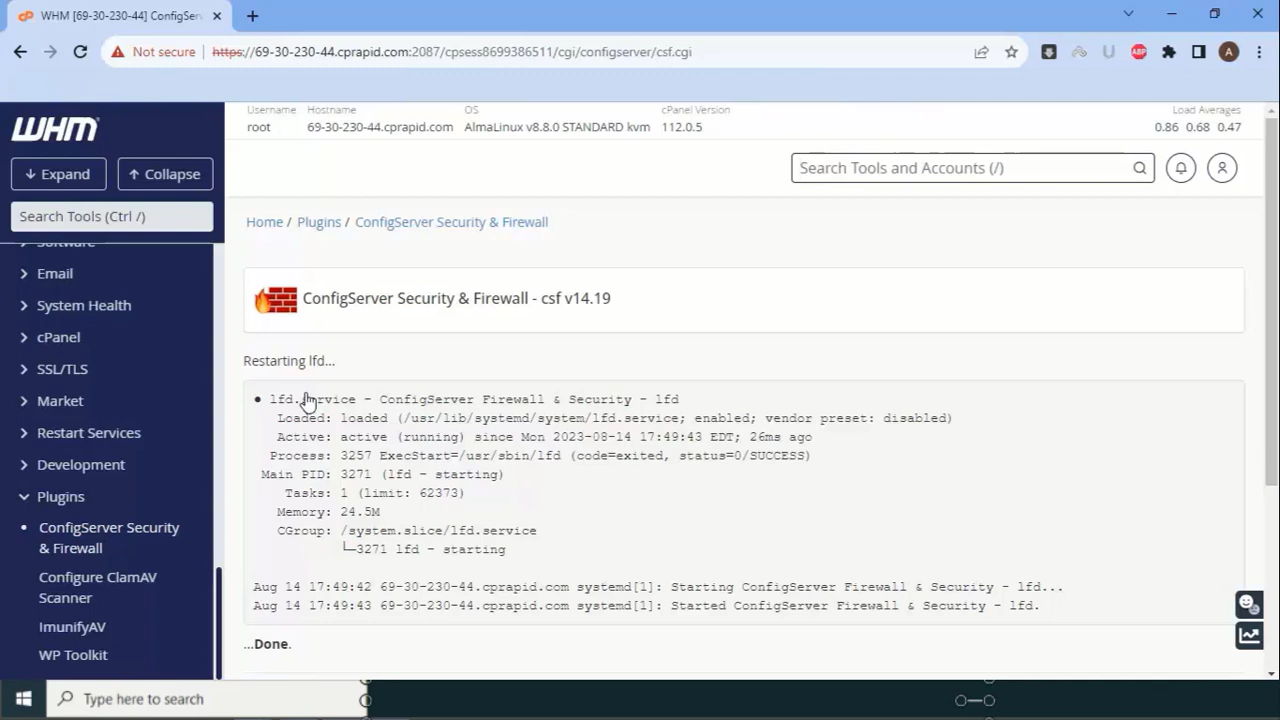 WHM [69-30-230-44] ConfigSer
Not secure
https://69-30-230-44.cprapid.com:2087/cpsess8699386511/cgi/configserver/csf.cgi
ABP
A
WHM
Username Hostname OS cPanel Version Load Averages
root 69-30-230-44.cprapid.com AlmaLinux v8.8.0 STANDARD kvm 112.0.5 0.86 0.68 0.47
Expand
Collapse
Search Tools and Accounts (/)
Search Tools (Ctrl /)
Software
Email
System Health
cPanel
SSL/TLS
Market
Restart Services
Development
Plugins
ConfigServer Security
& Firewall
Configure ClamAV
Scanner
ImunifyAV
WP Toolkit
Home / Plugins / ConfigServer Security & Firewall
ConfigServer Security & Firewall - csf v14.19
Restarting lfd...
● lfd.service - ConfigServer Firewall & Security - lfd
Loaded: loaded (/usr/lib/systemd/system/lfd.service; enabled; vendor preset: disabled)
Active: active (running) since Mon 2023-08-14 17:49:43 EDT; 26ms ago
Process: 3257 ExecStart=/usr/sbin/lfd (code=exited, status=0/SUCCESS)
Main PID: 3271 (lfd - starting)
Tasks: 1 (limit: 62373)
Memory: 24.5M
CGroup: /system.slice/lfd.service
└─3271 lfd - starting
Aug 14 17:49:42 69-30-230-44.cprapid.com systemd[1]: Starting ConfigServer Firewall & Security - lfd...
Aug 14 17:49:43 69-30-230-44.cprapid.com systemd[1]: Started ConfigServer Firewall & Security - lfd.
...Done.
Type here to search